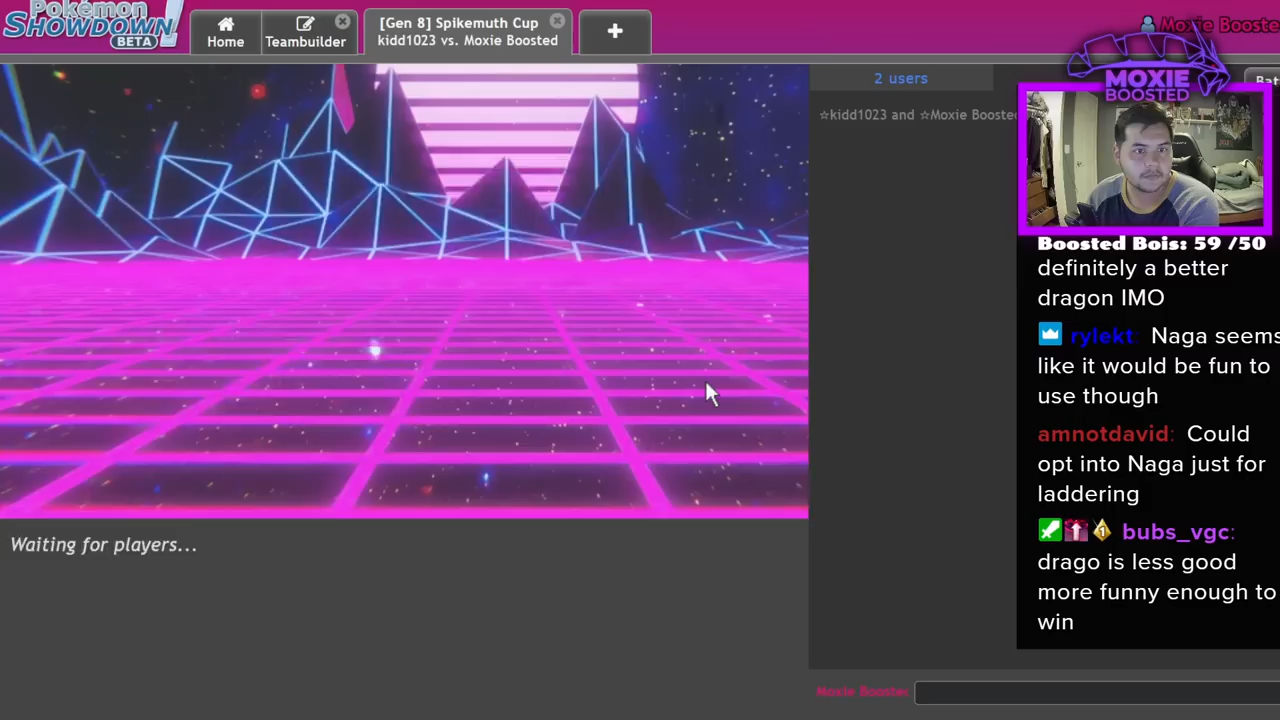 Pokémon
SHOWDOWN!
BETA
Home
Teambuilder
[Gen 8] Spikemuth Cup
kidd1023 vs. Moxie Boosted
2 users
☆kidd1023 and ☆Moxie Booste
Waiting for players...
MOXIE
BOOSTED
Boosted Bois: 59 /50
definitely a better
dragon IMO
rylekt: Naga seems
like it would be fun to
use though
amnotdavid: Could
opt into Naga just for
laddering
bubs_vgc:
drago is less good
more funny enough to
win